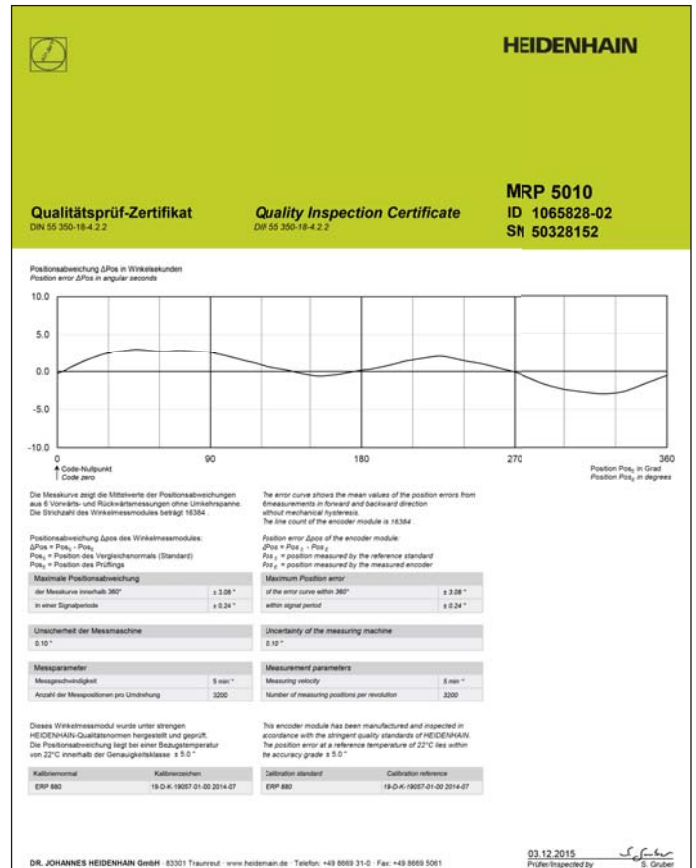 HEIDENHAIN
MRP 5010
ID 1065828-02
SN 50328152
Qualitätsprüf-Zertifikat
DIN 55 350-18-4.2.2
Quality Inspection Certificate
DIN 55 350-18-4.2.2
Positionsabweichung ΔPos in Winkelsekunden
Position error ΔPos in angular seconds
10.0
5.0
0.0
-5.0
-10.0
0 90 180 270 360
Code-Nullpunkt
Code zero
Position Pos_E in Grad
Position Pos_E in degrees
Die Messkurve zeigt die Mittelwerte der Positionsabweichungen
aus 6 Vorwärts- und Rückwärtsmessungen ohne Umkehrspanne.
Die Strichzahl des Winkelmessmodules beträgt 16384 .
The error curve shows the mean values of the position errors from
6measurements in forward and backward direction
without mechanical hysteresis.
The line count of the encoder module is 16384
Positionsabweichung Δpos des Winkelmessmodules:
ΔPos = Pos_S - Pos_E
Pos_S = Position des Vergleichsnormals (Standard)
Pos_E = Position des Prüflings
Position error Δpos of the encoder module:
ΔPos = Pos_S - Pos_E
Pos_S = position measured by the reference standard
Pos_E = position measured by the measured encoder
Maximale Positionsabweichung
der Messkurve innerhalb 360° ± 3.08 "
in einer Signalperiode ± 0.24 "
Maximum Position error
of the error curve within 360° ± 3.08 "
within signal period ± 0.24 "
Unsicherheit der Messmaschine
0.10 "
Uncertainty of the measuring machine
0.10 "
Messparameter
Messgeschwindigkeit 5 min⁻¹
Anzahl der Messpositionen pro Umdrehung 3200
Measurement parameters
Measuring velocity 5 min⁻¹
Number of measuring positions per revolution 3200
Dieses Winkelmessmodul wurde unter strengen
HEIDENHAIN-Qualitätsnormen hergestellt und geprüft.
Die Positionsabweichung liegt bei einer Bezugstemperatur
von 22°C innerhalb der Genauigkeitsklasse ± 5.0 "
This encoder module has been manufactured and inspected in
accordance with the stringent quality standards of HEIDENHAIN.
The position error at a reference temperature of 22°C lies within
the accuracy grade ± 5.0 "
Kalibriernormal Kalibrierzeichen
ERP 880 19-D-K-19057-01-00 2014-07
Calibration standard Calibration reference
ERP 880 19-D-K-19057-01-00 2014-07
DR. JOHANNES HEIDENHAIN GmbH · 83301 Traunreut · www.heidenhain.de · Telefon: +49 8669 31-0 · Fax: +49 8669 5061
03.12.2015
Prüfer/Inspected by
S. Gruber